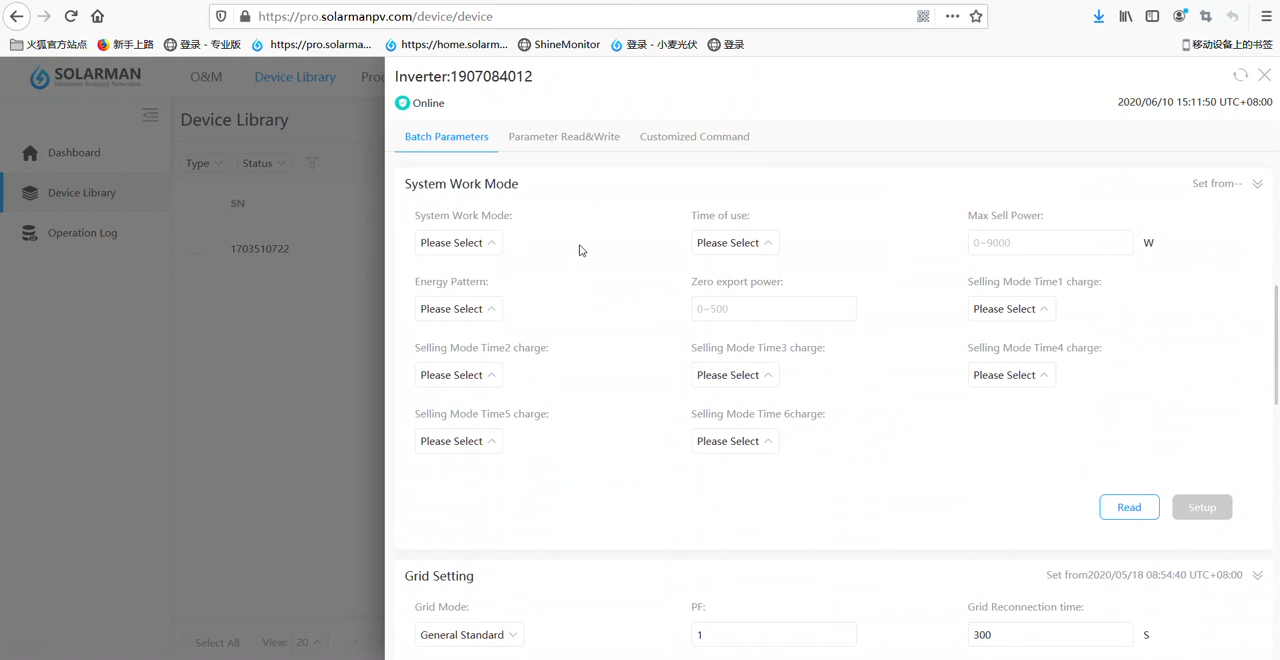 https://pro.solarmanpv.com/device/device
火狐官方站点 新手上路 登录 - 专业版 https://pro.solarma... https://home.solarm... ShineMonitor 登录 - 小麦光伏 登录 移动设备上的书签
SOLARMAN
O&M Device Library Proc
Dashboard
Device Library
Operation Log
Device Library
Type Status
SN
1703510722
Select All View: 20
Inverter:1907084012
Online
2020/06/10 15:11:50 UTC+08:00
Batch Parameters Parameter Read&Write Customized Command
System Work Mode Set from--
System Work Mode: Time of use: Max Sell Power:
Please Select Please Select 0~9000 W
Energy Pattern: Zero export power: Selling Mode Time1 charge:
Please Select 0~500 Please Select
Selling Mode Time2 charge: Selling Mode Time3 charge: Selling Mode Time4 charge:
Please Select Please Select Please Select
Selling Mode Time5 charge: Selling Mode Time 6charge:
Please Select Please Select
Read Setup
Grid Setting Set from2020/05/18 08:54:40 UTC+08:00
Grid Mode: PF: Grid Reconnection time:
General Standard 1 300 S